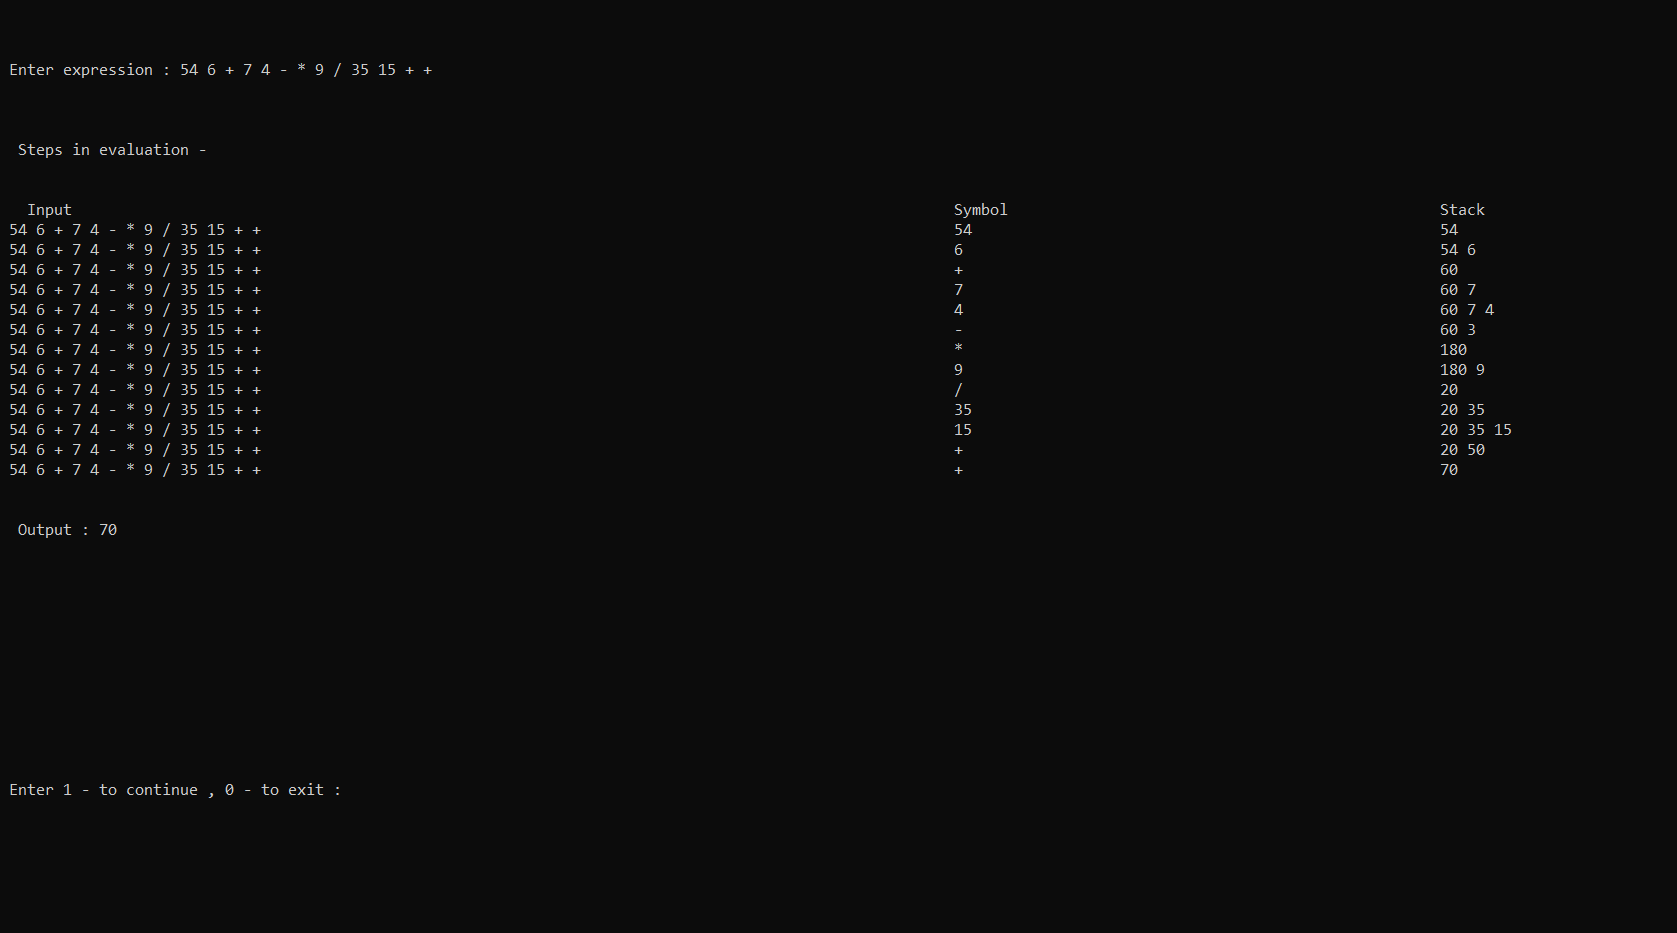 Enter expression : 54 6 + 7 4 - * 9 / 35 15 + +
Steps in evaluation -
Input Symbol Stack
54 6 + 7 4 - * 9 / 35 15 + + 54 54
54 6 + 7 4 - * 9 / 35 15 + + 6 54 6
54 6 + 7 4 - * 9 / 35 15 + + + 60
54 6 + 7 4 - * 9 / 35 15 + + 7 60 7
54 6 + 7 4 - * 9 / 35 15 + + 4 60 7 4
54 6 + 7 4 - * 9 / 35 15 + + - 60 3
54 6 + 7 4 - * 9 / 35 15 + + * 180
54 6 + 7 4 - * 9 / 35 15 + + 9 180 9
54 6 + 7 4 - * 9 / 35 15 + + / 20
54 6 + 7 4 - * 9 / 35 15 + + 35 20 35
54 6 + 7 4 - * 9 / 35 15 + + 15 20 35 15
54 6 + 7 4 - * 9 / 35 15 + + + 20 50
54 6 + 7 4 - * 9 / 35 15 + + + 70
Output : 70
Enter 1 - to continue , 0 - to exit :